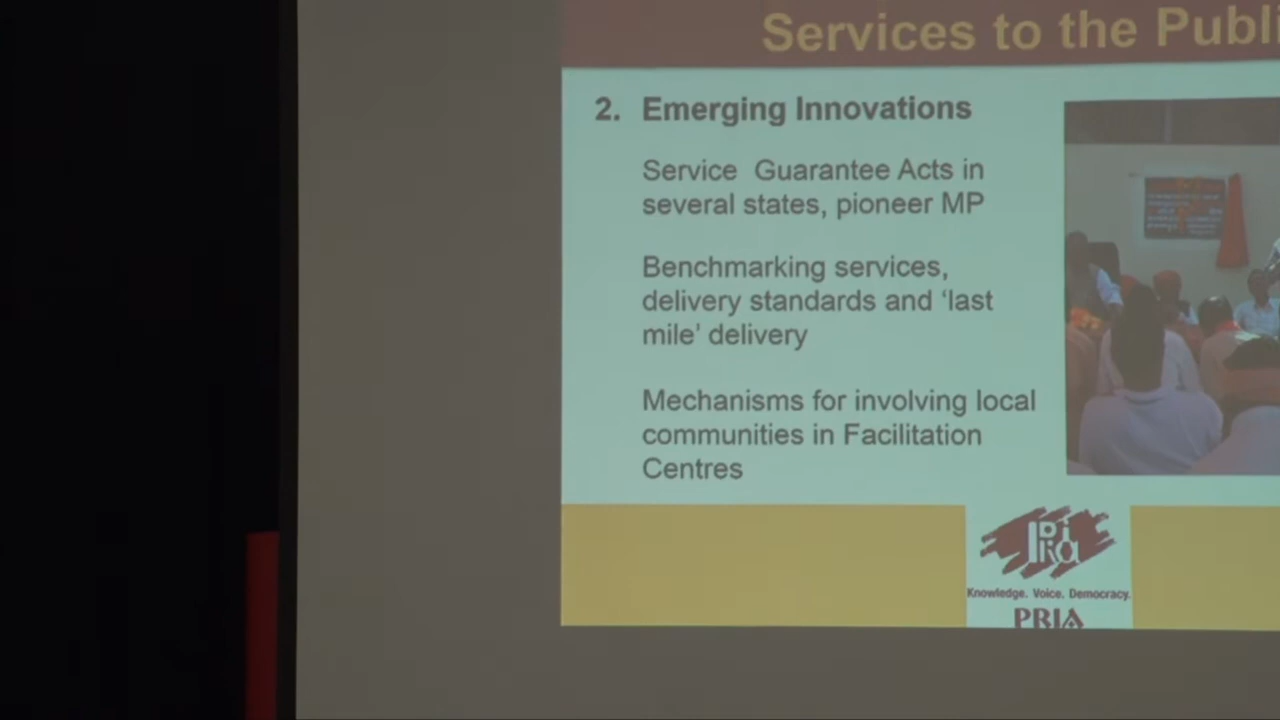 Services to the Publi
2. Emerging Innovations
Service Guarantee Acts in
several states, pioneer MP
Benchmarking services,
delivery standards and ‘last
mile’ delivery
Mechanisms for involving local
communities in Facilitation
Centres
PRIA
Knowledge. Voice. Democracy.
PRIA